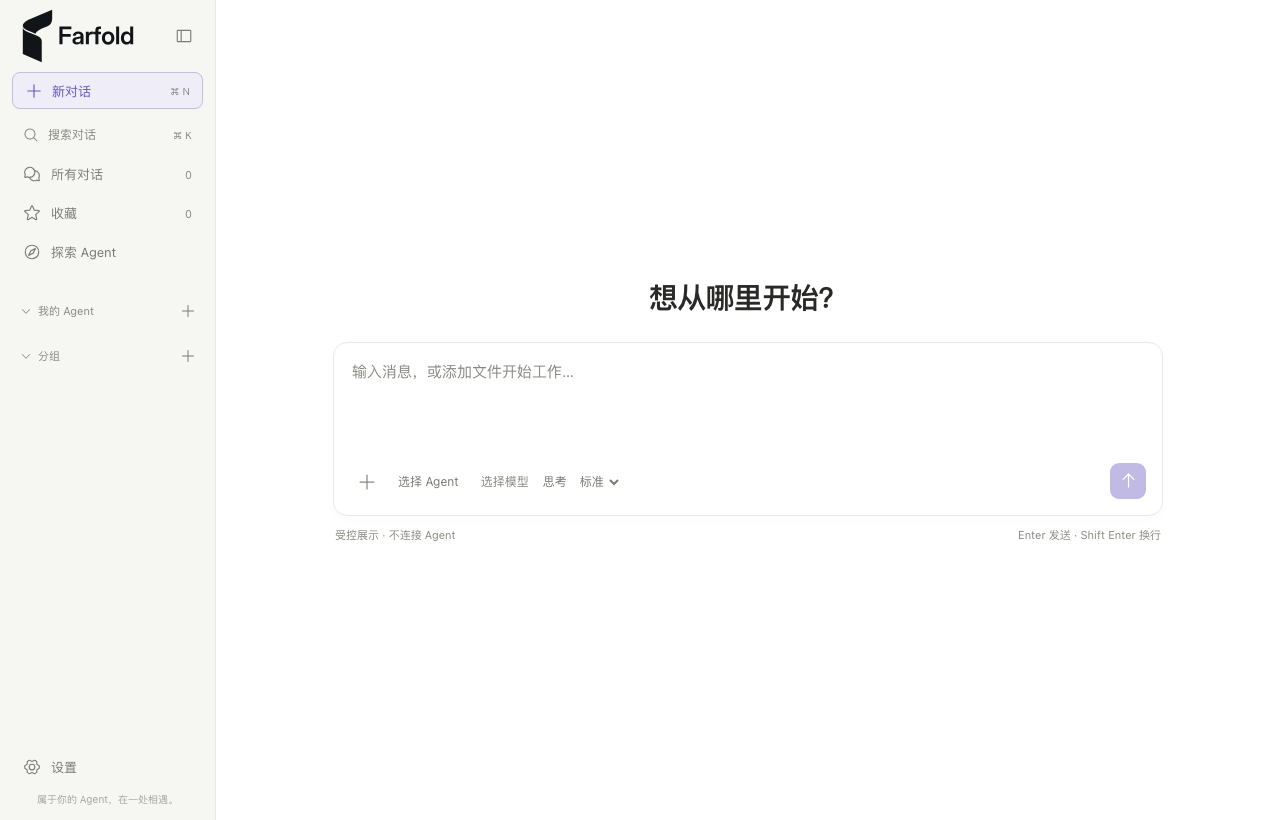 Farfold
新对话 ⌘ N
搜索对话 ⌘ K
所有对话 0
收藏 0
探索 Agent
我的 Agent
分组
想从哪里开始?
输入消息，或添加文件开始工作...
选择 Agent 选择模型 思考 标准
受控展示 · 不连接 Agent
Enter 发送 · Shift Enter 换行
设置
属于你的 Agent，在一处相遇。